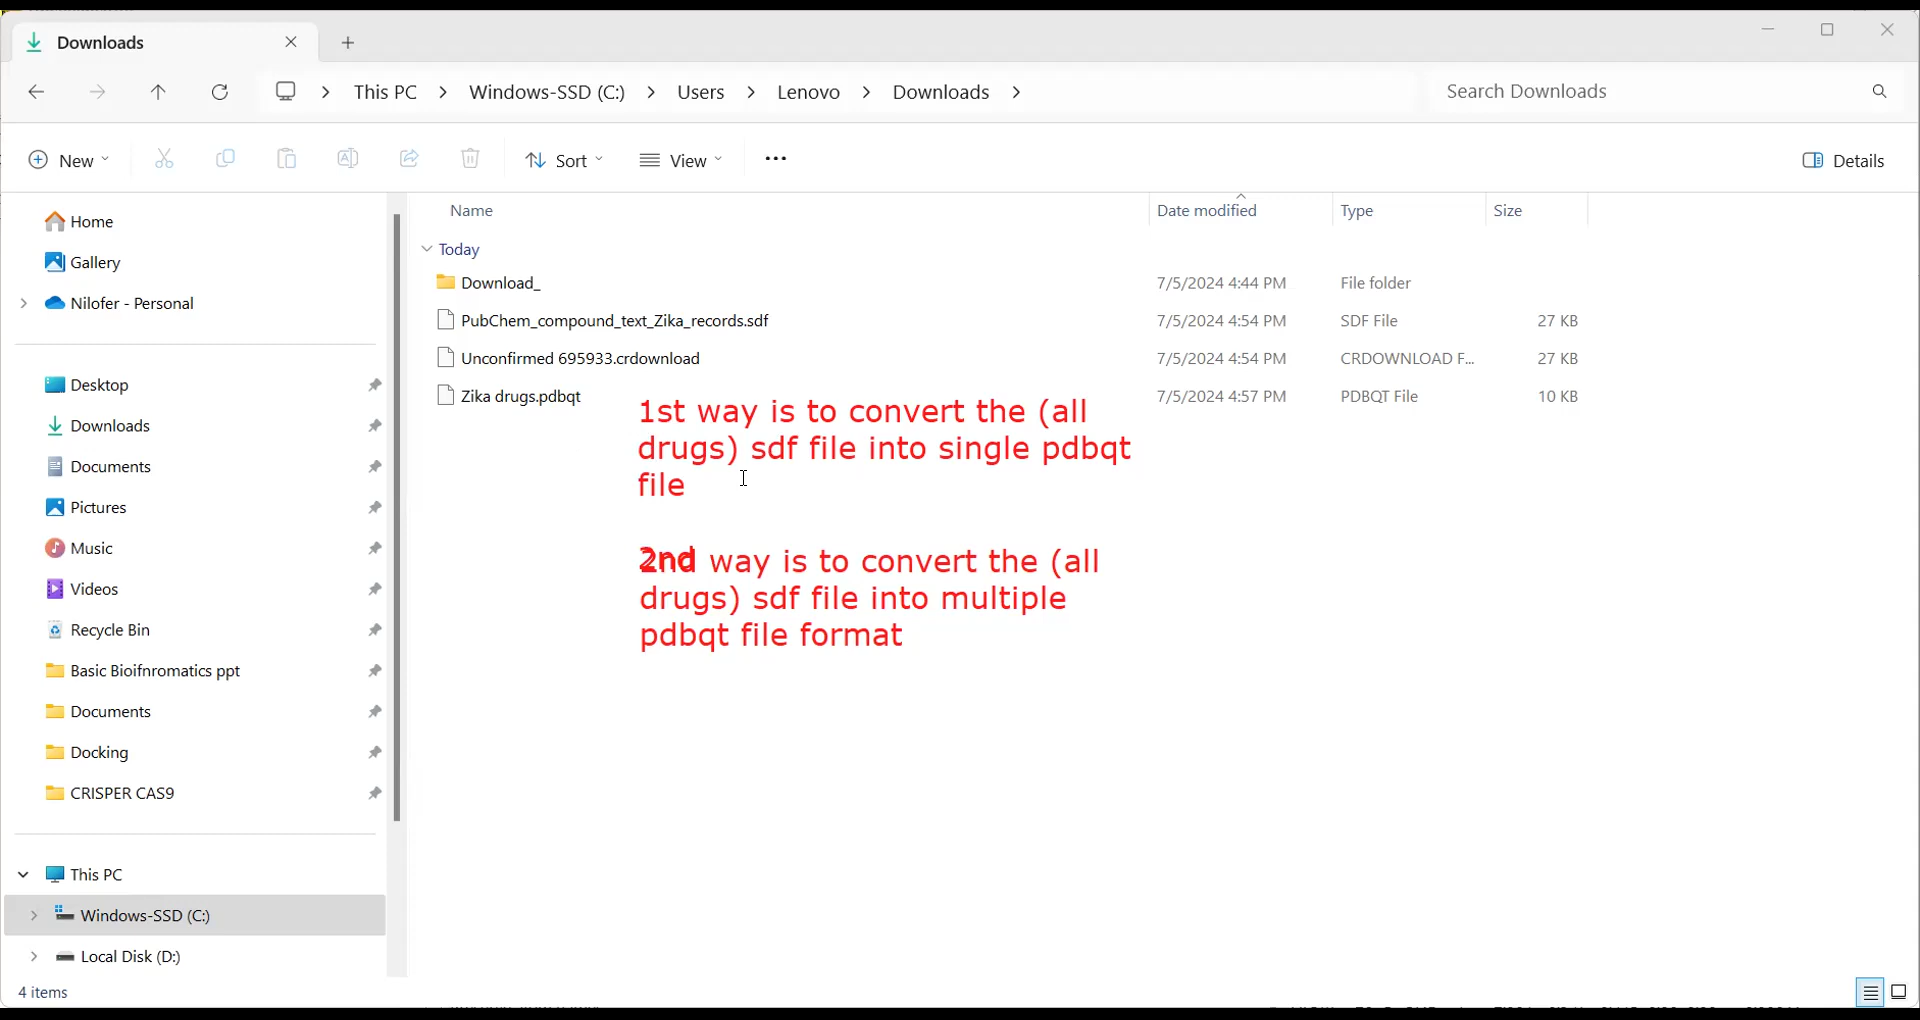 Downloads
This PC > Windows-SSD (C:) > Users > Lenovo > Downloads >
Search Downloads
New
Sort
View
Details
Home
Gallery
Nilofer - Personal
Desktop
Downloads
Documents
Pictures
Music
Videos
Recycle Bin
Basic Bioifnromatics ppt
Documents
Docking
CRISPER CAS9
This PC
Windows-SSD (C:)
Local Disk (D:)
4 items
Name Date modified Type Size
Today
Download_ 7/5/2024 4:44 PM File folder
PubChem_compound_text_Zika_records.sdf 7/5/2024 4:54 PM SDF File 27 KB
Unconfirmed 695933.crdownload 7/5/2024 4:54 PM CRDOWNLOAD F... 27 KB
Zika drugs.pdbqt 7/5/2024 4:57 PM PDBQT File 10 KB
1st way is to convert the (all
drugs) sdf file into single pdbqt
file
2nd way is to convert the (all
drugs) sdf file into multiple
pdbqt file format